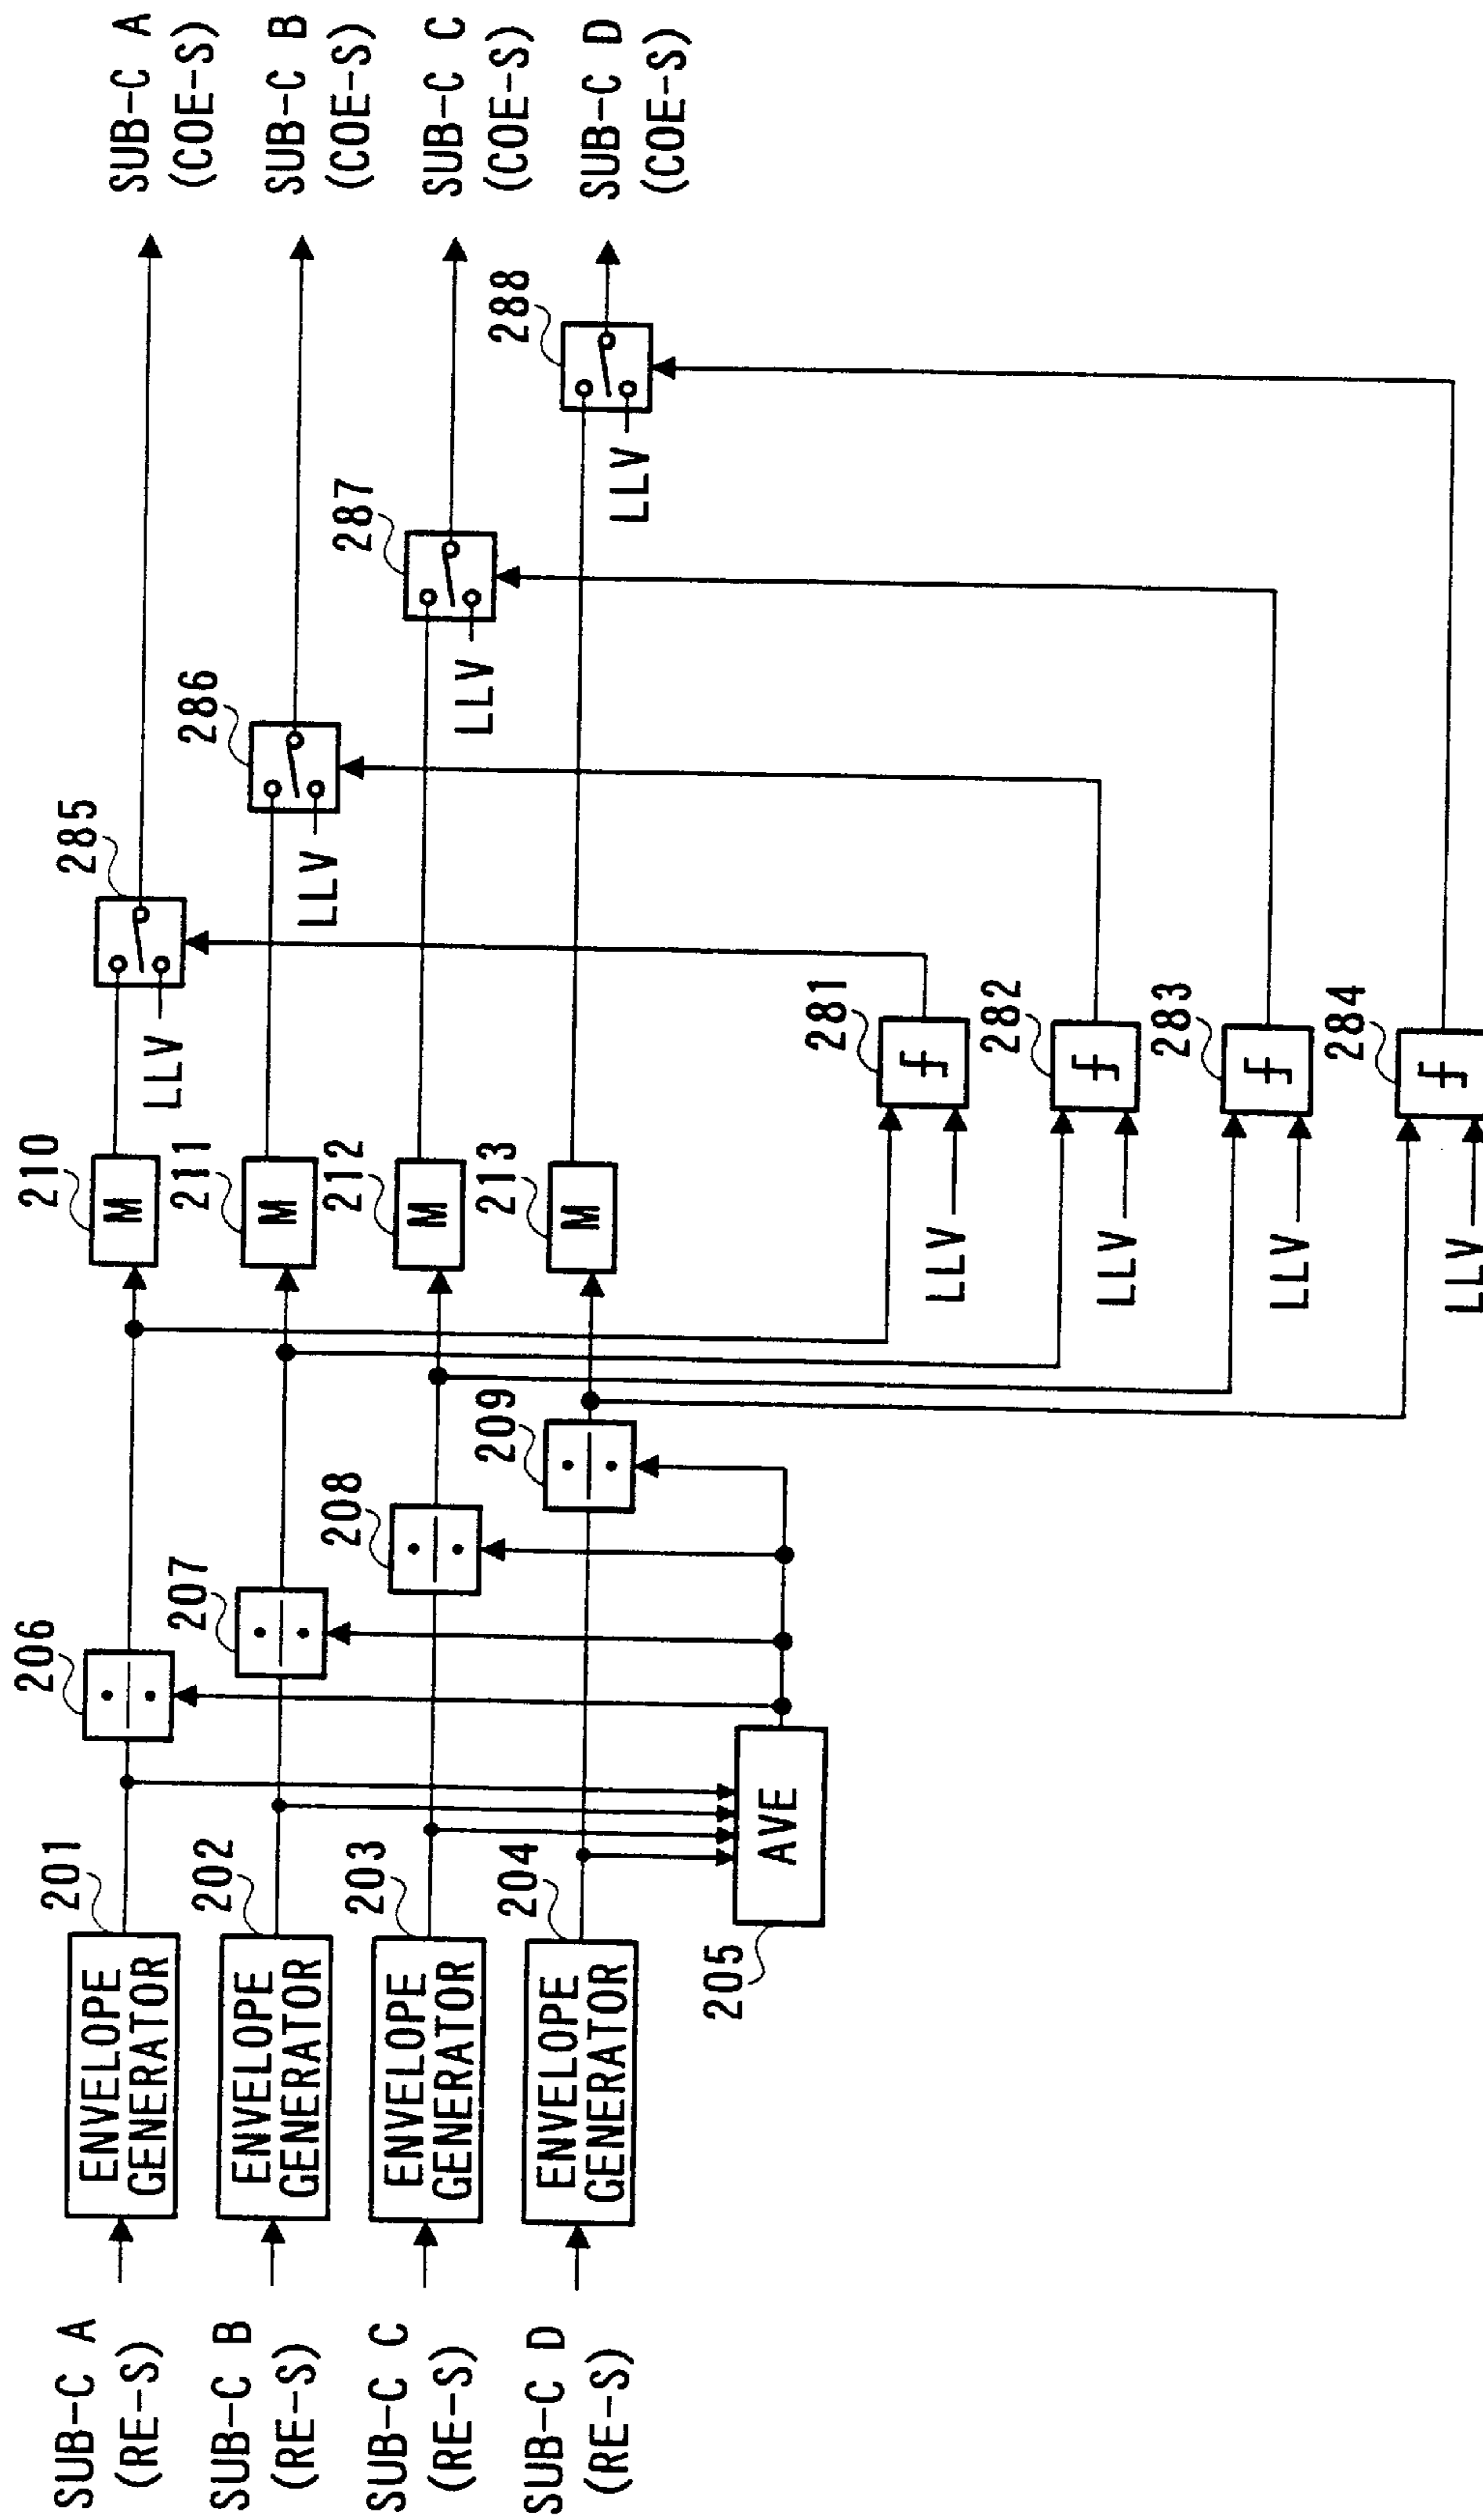 SUB-C A
(RE-S)
SUB-C B
(RE-S)
SUB-C C
(RE-S)
SUB-C D
(RE-S)
201
ENVELOPE
GENERATOR
202
ENVELOPE
GENERATOR
203
ENVELOPE
GENERATOR
204
ENVELOPE
GENERATOR
205
AVE
206
207
208
209
210
M
211
M
212
M
213
M
LLV
LLV
LLV
LLV
281
282
283
284
285
LLV
286
LLV
287
LLV
288
LLV
SUB-C A
(COE-S)
SUB-C B
(COE-S)
SUB-C C
(COE-S)
SUB-C D
(COE-S)